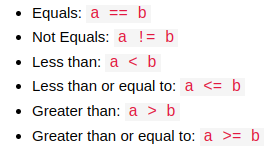 • Equals: a == b
• Not Equals: a != b
• Less than: a < b
• Less than or equal to: a <= b
• Greater than: a > b
• Greater than or equal to: a >= b